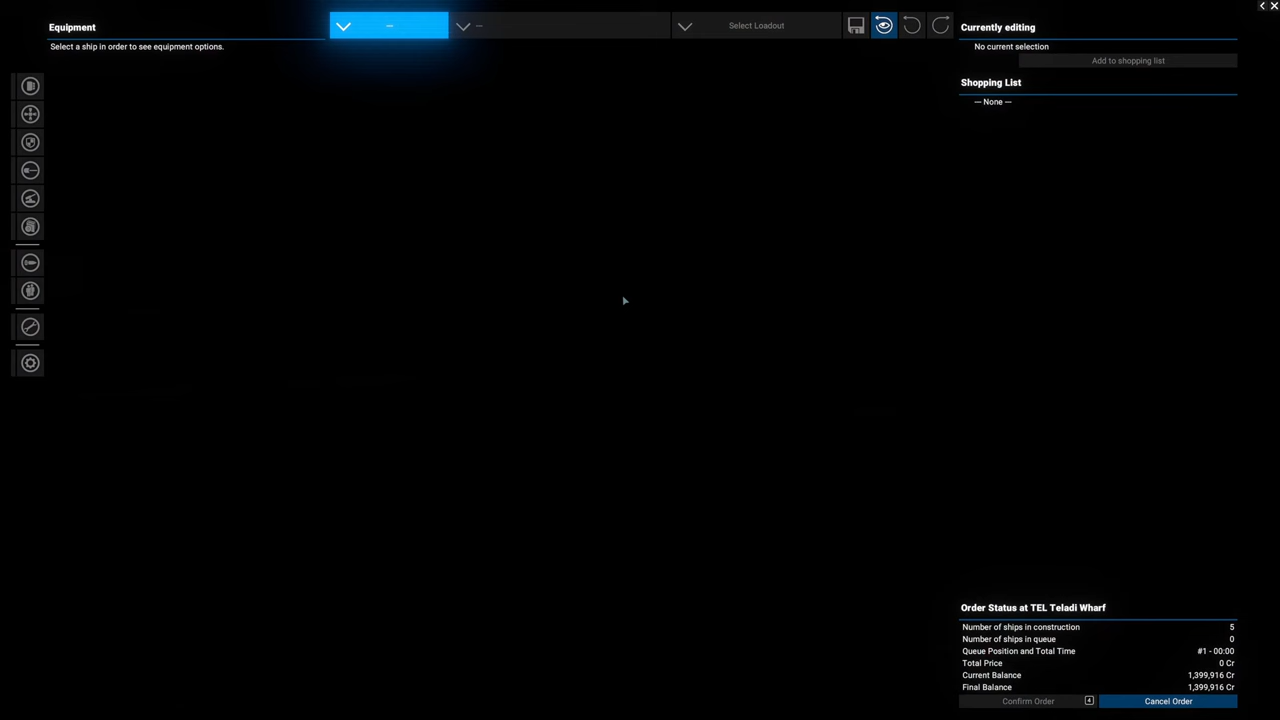 Equipment
Select a ship in order to see equipment options.
—
—
Select Loadout
Currently editing
No current selection
Add to shopping list
Shopping List
— None —
Order Status at TEL Teladi Wharf
Number of ships in construction 5
Number of ships in queue 0
Queue Position and Total Time #1 - 00:00
Total Price 0 Cr
Current Balance 1,399,916 Cr
Final Balance 1,399,916 Cr
Confirm Order 4
Cancel Order